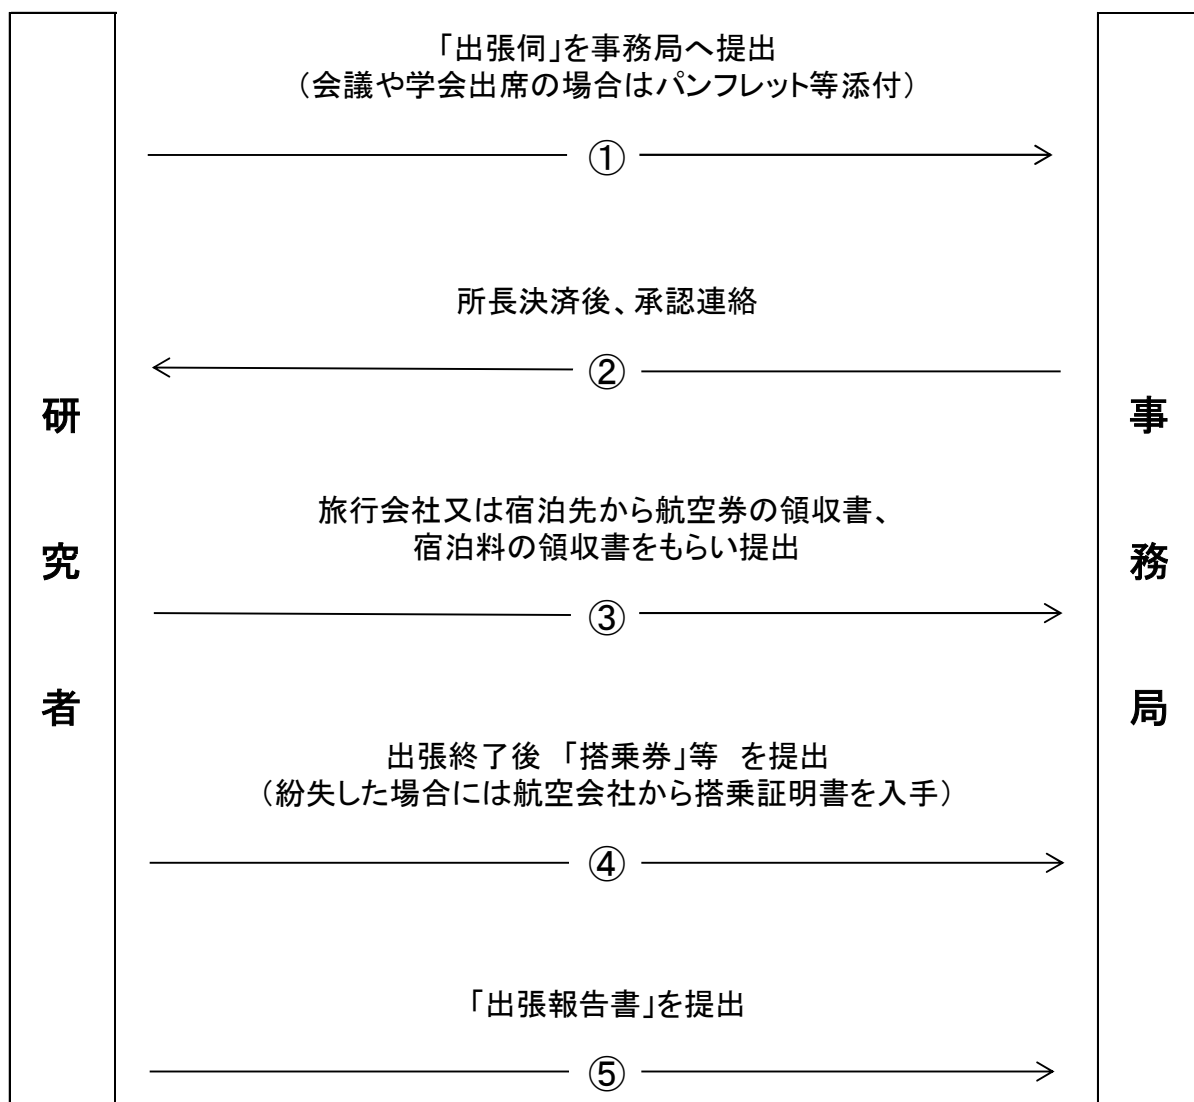 「出張伺」を事務局へ提出
（会議や学会出席の場合はパンフレット等添付）
①
所長決済後、承認連絡
②
研究者
事務局
旅行会社又は宿泊先から航空券の領収書、
宿泊料の領収書をもらい提出
③
出張終了後　「搭乗券」等　を提出
（紛失した場合には航空会社から搭乗証明書を入手）
④
「出張報告書」を提出
⑤